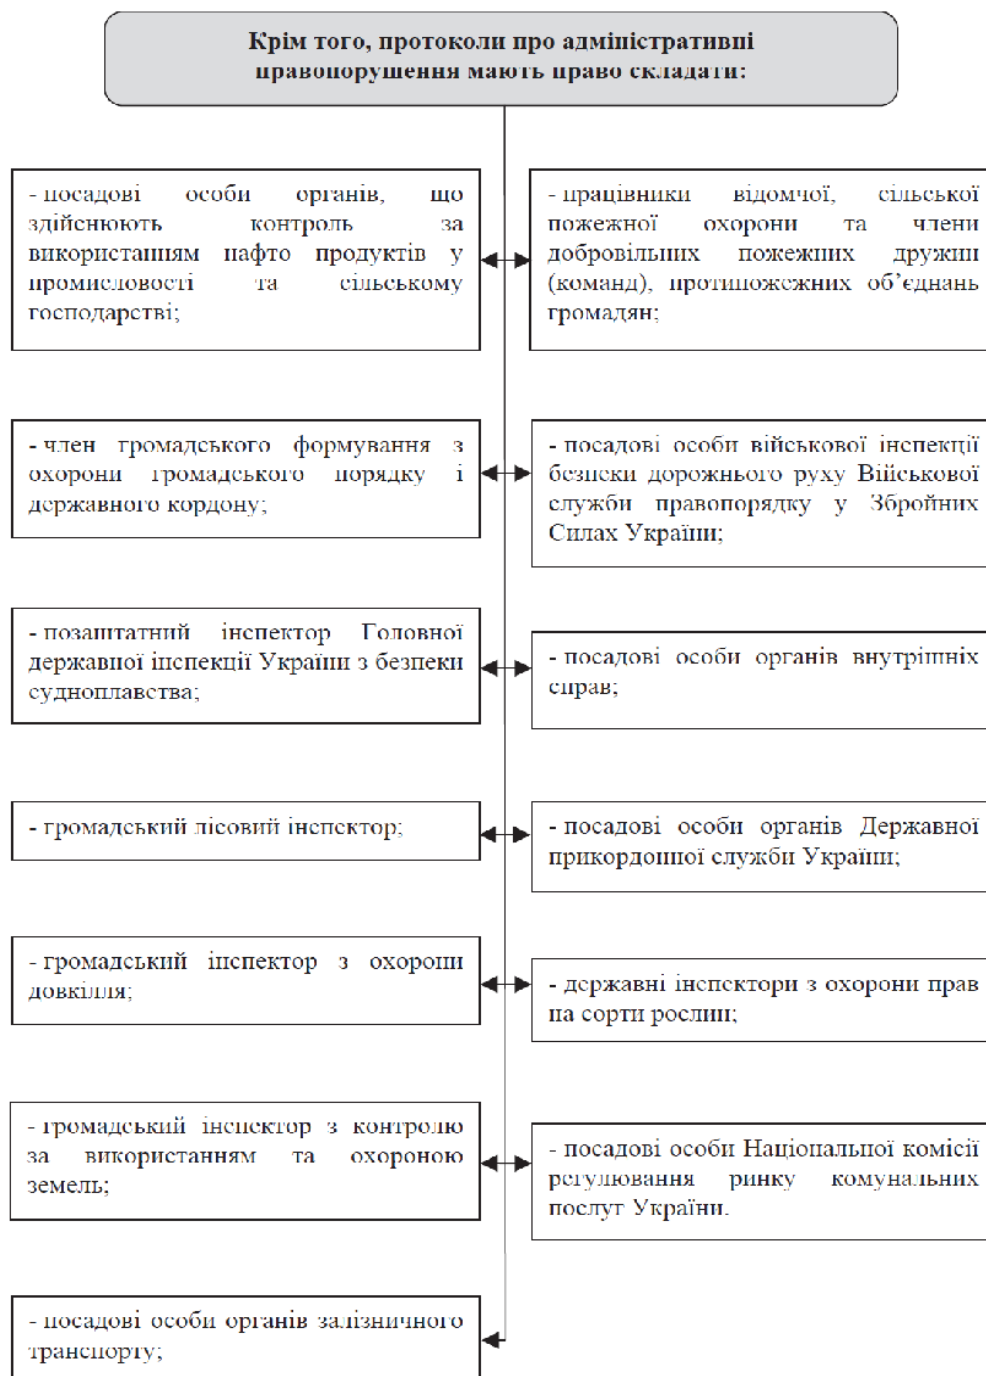 Крім того, протоколи про адміністративні
правопорушення мають право складати:
- посадові особи органів, що
здійснюють контроль за
використанням нафто продуктів у
промисловості та сільському
господарстві;
- працівники відомчої, сільської
пожежної охорони та члени
добровільних пожежних дружин
(команд), протипожежних об’єднань
громадян;
- член громадського формування з
охорони громадського порядку і
державного кордону;
- посадові особи військової інспекції
безпеки дорожнього руху Військової
служби правопорядку у Збройних
Силах України;
- позаштатний інспектор Головної
державної інспекції України з безпеки
судноплавства;
- посадові особи органів внутрішніх
справ;
- громадський лісовий інспектор;
- посадові особи органів Державної
прикордонної служби України;
- громадський інспектор з охорони
довкілля;
- державні інспектори з охорони прав
на сорти рослин;
- громадський інспектор з контролю
за використанням та охороною
земель;
- посадові особи Національної комісії
регулювання ринку комунальних
послуг України.
- посадові особи органів залізничного
транспорту;